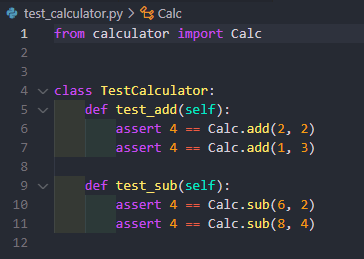 test_calculator.py > Calc
1 from calculator import Calc
2
3
4 class TestCalculator:
5     def test_add(self):
6         assert 4 == Calc.add(2, 2)
7         assert 4 == Calc.add(1, 3)
8
9     def test_sub(self):
10         assert 4 == Calc.sub(6, 2)
11         assert 4 == Calc.sub(8, 4)
12